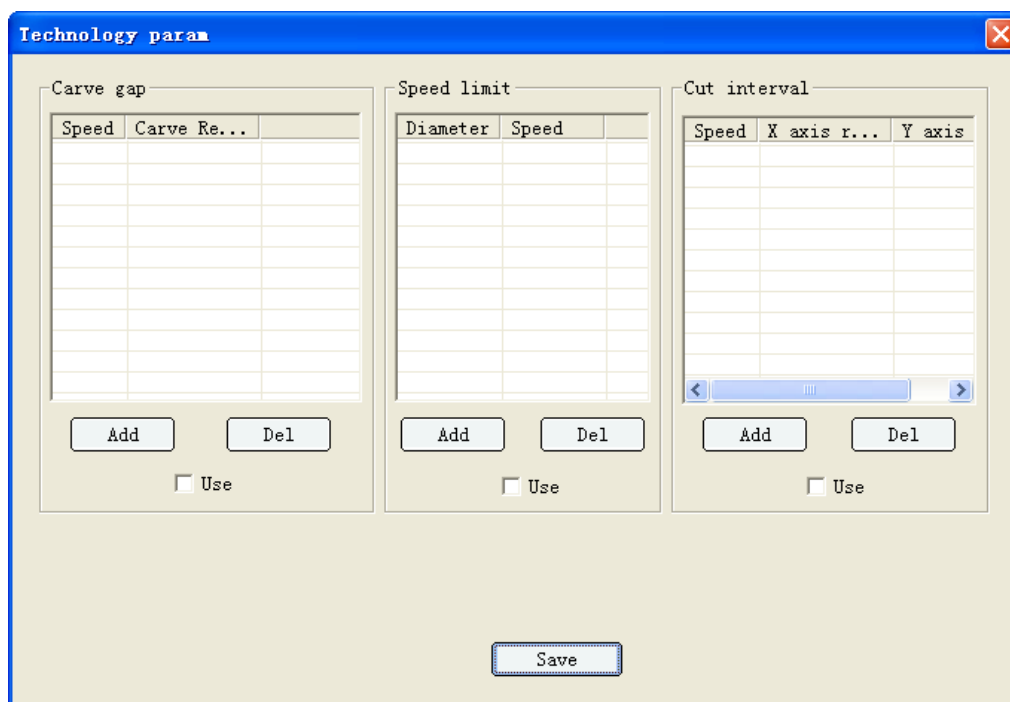 Technology param
Carve gap
Speed limit
Cut interval
Speed Carve Re...
Diameter Speed
Speed X axis r... Y axis
Add Del
Add Del
Add Del
Use
Use
Use
Save